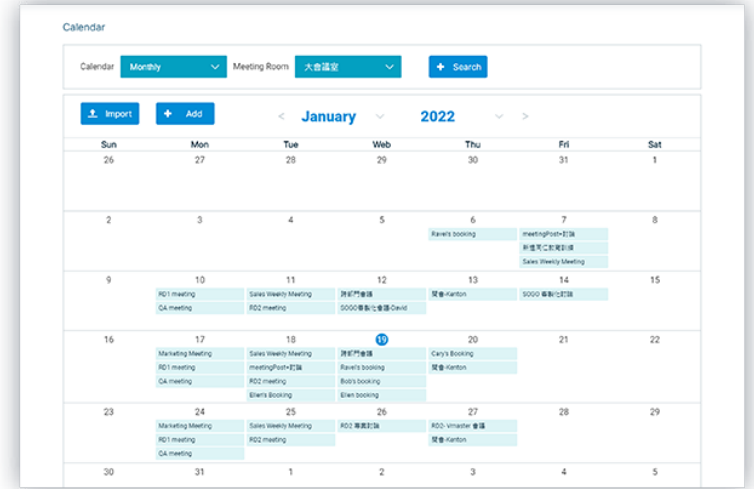 Calendar
Calendar Monthly Meeting Room 大會議室 + Search
Import + Add < January 2022 >
Sun Mon Tue Web Thu Fri Sat
26 27 28 29 30 31 1
2 3 4 5 6 7 8
Ravel's booking meetingPost+討論
新進同仁教育訓練
Sales Weekly Meeting
9 10 11 12 13 14 15
RD1 meeting Sales Weekly Meeting 跨部門會議 開會-Kanton SOGO 客製化討論
QA meeting RD2 meeting SOGO客製化會議-David
16 17 18 19 20 21 22
Marketing Meeting Sales Weekly Meeting 跨部門會議 Cary's Booking
RD1 meeting meetingPost+討論 Ravel's booking 開會-Kanton
QA meeting RD2 meeting Bob's booking
Ellen's Booking Ellen booking
23 24 25 26 27 28 29
Marketing Meeting Sales Weekly Meeting RD2 專案討論 RD2- Vmaster 會議
RD1 meeting RD2 meeting 開會-Kanton
QA meeting
30 31 1 2 3 4 5